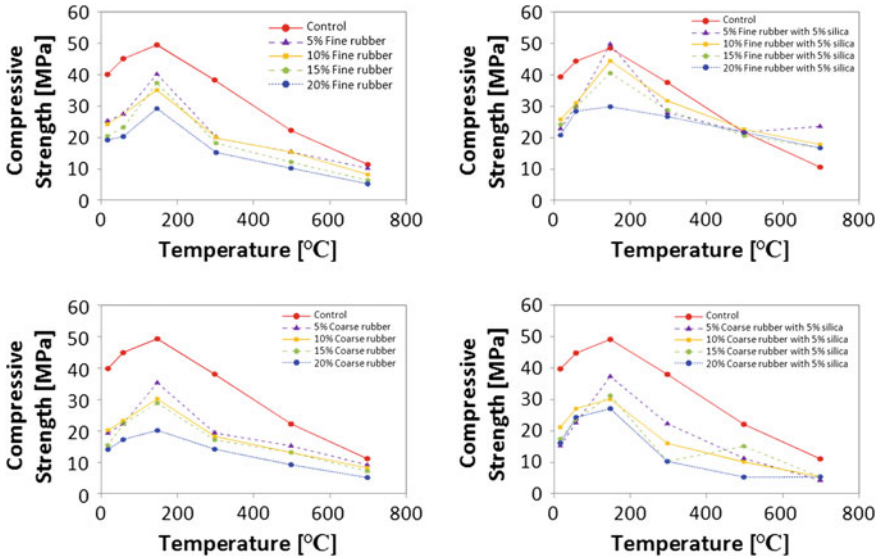 60
50
40
30
20
10
0
Compressive
Strength [MPa]
Control
5% Fine rubber
10% Fine rubber
15% Fine rubber
20% Fine rubber
0 200 400 600 800
Temperature [°C]
60
50
40
30
20
10
0
Compressive
Strength [MPa]
Control
5% Fine rubber with 5% silica
10% Fine rubber with 5% silica
15% Fine rubber with 5% silica
20% Fine rubber with 5% silica
0 200 400 600 800
Temperature [°C]
60
50
40
30
20
10
0
Compressive
Strength [MPa]
Control
5% Coarse rubber
10% Coarse rubber
15% Coarse rubber
20% Coarse rubber
0 200 400 600 800
Temperature [°C]
60
50
40
30
20
10
0
Compressive
Strength [MPa]
Control
5% Coarse rubber with 5% silica
10% Coarse rubber with 5% silica
15% Coarse rubber with 5% silica
20% Coarse rubber with 5% silica
0 200 400 600 800
Temperature [°C]